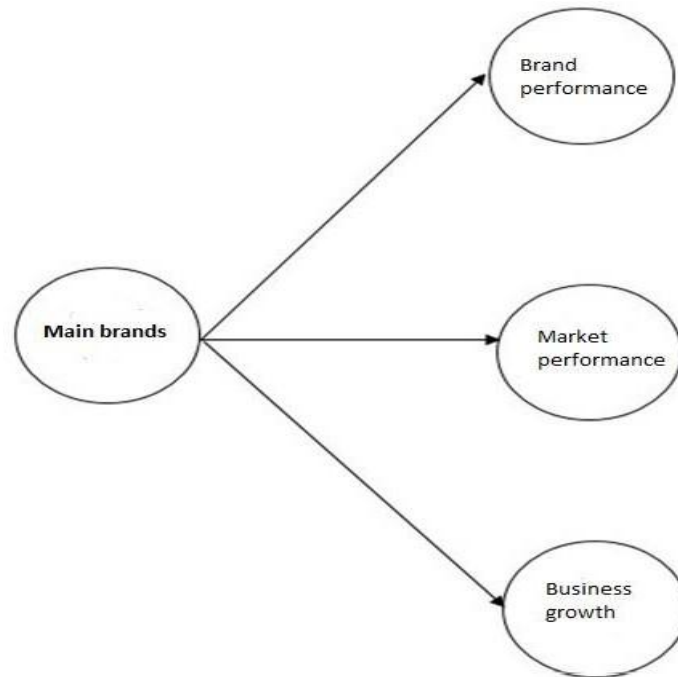 Brand
performance
Main brands
Market
performance
Business
growth